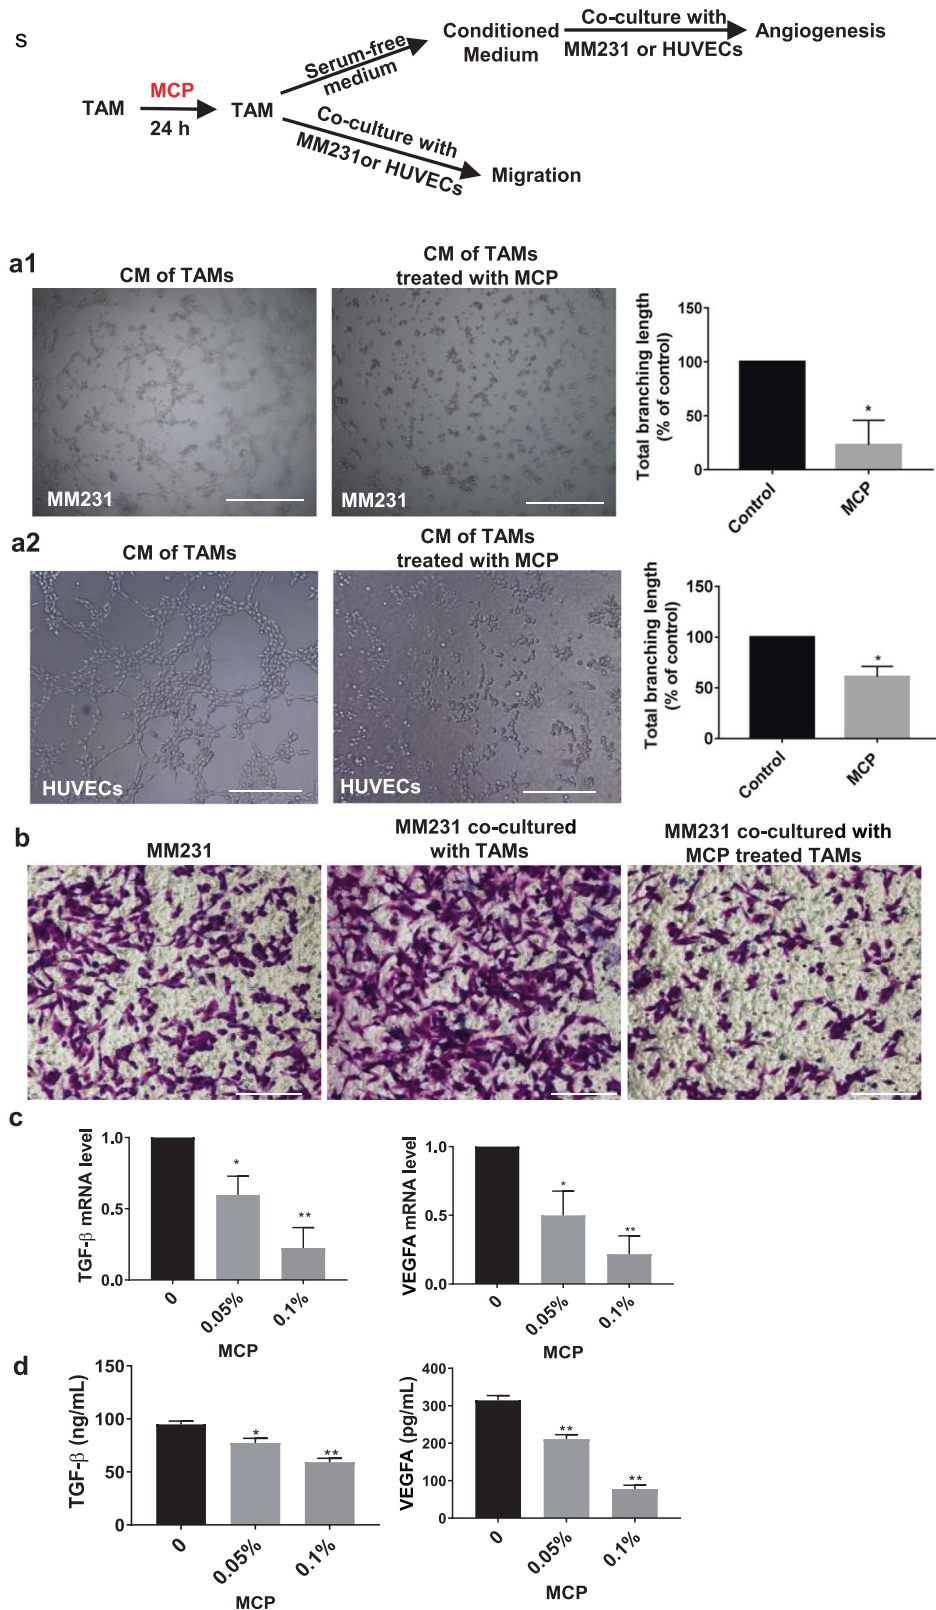 s
TAM
MCP
24 h
TAM
Serum-free
medium
Conditioned
Medium
Co-culture with
MM231 or HUVECs
Angiogenesis
Co-culture with
MM231or HUVECs
Migration
a1
CM of TAMs
CM of TAMs
treated with MCP
MM231
MM231
Total branching length
(% of control)
150
100
50
0
*
Control
MCP
a2
CM of TAMs
CM of TAMs
treated with MCP
HUVECs
HUVECs
Total branching length
(% of control)
150
100
50
0
*
Control
MCP
b
MM231
MM231 co-cultured
with TAMs
MM231 co-cultured with
MCP treated TAMs
c
TGF-β mRNA level
1.0
0.5
0.0
*
**
0
0.05%
0.1%
MCP
VEGFA mRNA level
1.0
0.5
0.0
*
**
0
0.05%
0.1%
MCP
d
TGF-β (ng/mL)
150
100
50
0
*
**
0
0.05%
0.1%
MCP
VEGFA (pg/mL)
400
300
200
100
0
**
**
0
0.05%
0.1%
MCP